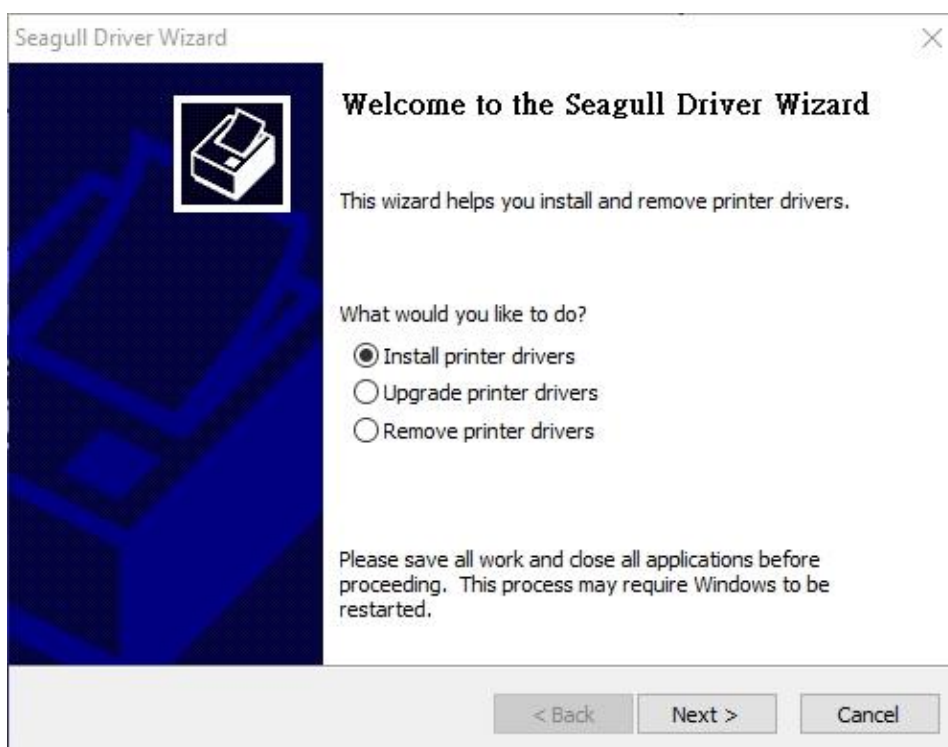 Seagull Driver Wizard
Welcome to the Seagull Driver Wizard
This wizard helps you install and remove printer drivers.
What would you like to do?
Install printer drivers
Upgrade printer drivers
Remove printer drivers
Please save all work and close all applications before
proceeding. This process may require Windows to be
restarted.
< Back
Next >
Cancel